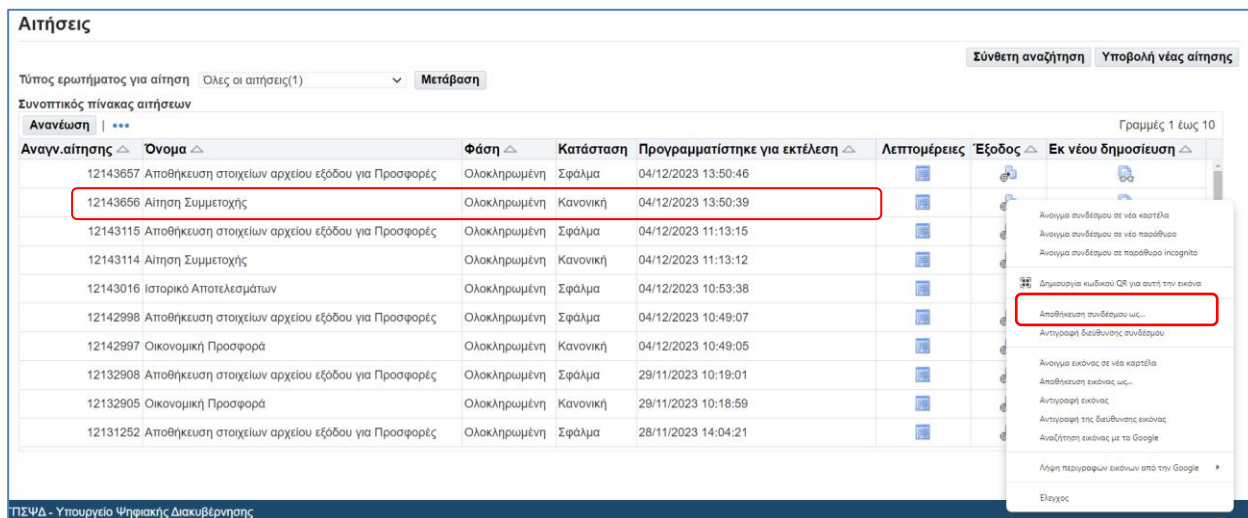 Αιτήσεις
Σύνθετη αναζήτηση Υποβολή νέας αίτησης
Τύπος ερωτήματος για αίτηση Όλες οι αιτήσεις(1) Μετάβαση
Συνοπτικός πίνακας αιτήσεων
Ανανέωση | ••• Γραμμές 1 έως 10
Αναγν.αίτησης Όνομα Φάση Κατάσταση Προγραμματίστηκε για εκτέλεση Λεπτομέρειες Έξοδος Εκ νέου δημοσίευση
12143657 Αποθήκευση στοιχείων αρχείου εξόδου για Προσφορές Ολοκληρωμένη Σφάλμα 04/12/2023 13:50:46
12143656 Αίτηση Συμμετοχής Ολοκληρωμένη Κανονική 04/12/2023 13:50:39
12143115 Αποθήκευση στοιχείων αρχείου εξόδου για Προσφορές Ολοκληρωμένη Σφάλμα 04/12/2023 11:13:15
12143114 Αίτηση Συμμετοχής Ολοκληρωμένη Κανονική 04/12/2023 11:13:12
12143016 Ιστορικό Αποτελεσμάτων Ολοκληρωμένη Σφάλμα 04/12/2023 10:53:38
12142998 Αποθήκευση στοιχείων αρχείου εξόδου για Προσφορές Ολοκληρωμένη Σφάλμα 04/12/2023 10:49:07
12142997 Οικονομική Προσφορά Ολοκληρωμένη Κανονική 04/12/2023 10:49:05
12132908 Αποθήκευση στοιχείων αρχείου εξόδου για Προσφορές Ολοκληρωμένη Σφάλμα 29/11/2023 10:19:01
12132905 Οικονομική Προσφορά Ολοκληρωμένη Κανονική 29/11/2023 10:18:59
12131252 Αποθήκευση στοιχείων αρχείου εξόδου για Προσφορές Ολοκληρωμένη Σφάλμα 28/11/2023 14:04:21
Άνοιγμα συνδέσμου σε νέα καρτέλα
Άνοιγμα συνδέσμου σε νέο παράθυρο
Άνοιγμα συνδέσμου σε παράθυρο incognito
Δημιουργία κωδικού QR για αυτή την εικόνα
Αποθήκευση συνδέσμου ως...
Αντιγραφή διεύθυνσης συνδέσμου
Άνοιγμα εικόνας σε νέα καρτέλα
Αποθήκευση εικόνας ως...
Αντιγραφή εικόνας
Αντιγραφή της διεύθυνσης εικόνας
Αναζήτηση εικόνας με το Google
Λήψη περιγραφών εικόνων από την Google
Έλεγχος
ΠΣΨΔ - Υπουργείο Ψηφιακής Διακυβέρνησης